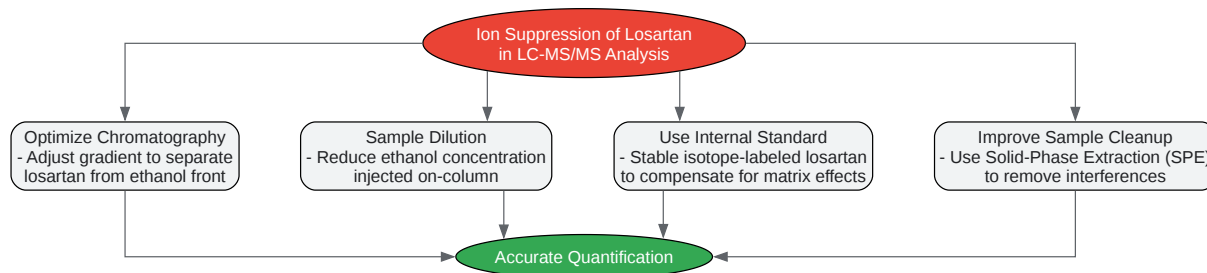 Ion Suppression of Losartan
in LC-MS/MS Analysis
Optimize Chromatography
- Adjust gradient to separate
losartan from ethanol front
Sample Dilution
- Reduce ethanol concentration
injected on-column
Use Internal Standard
- Stable isotope-labeled losartan
to compensate for matrix effects
Improve Sample Cleanup
- Use Solid-Phase Extraction (SPE)
to remove interferences
Accurate Quantification